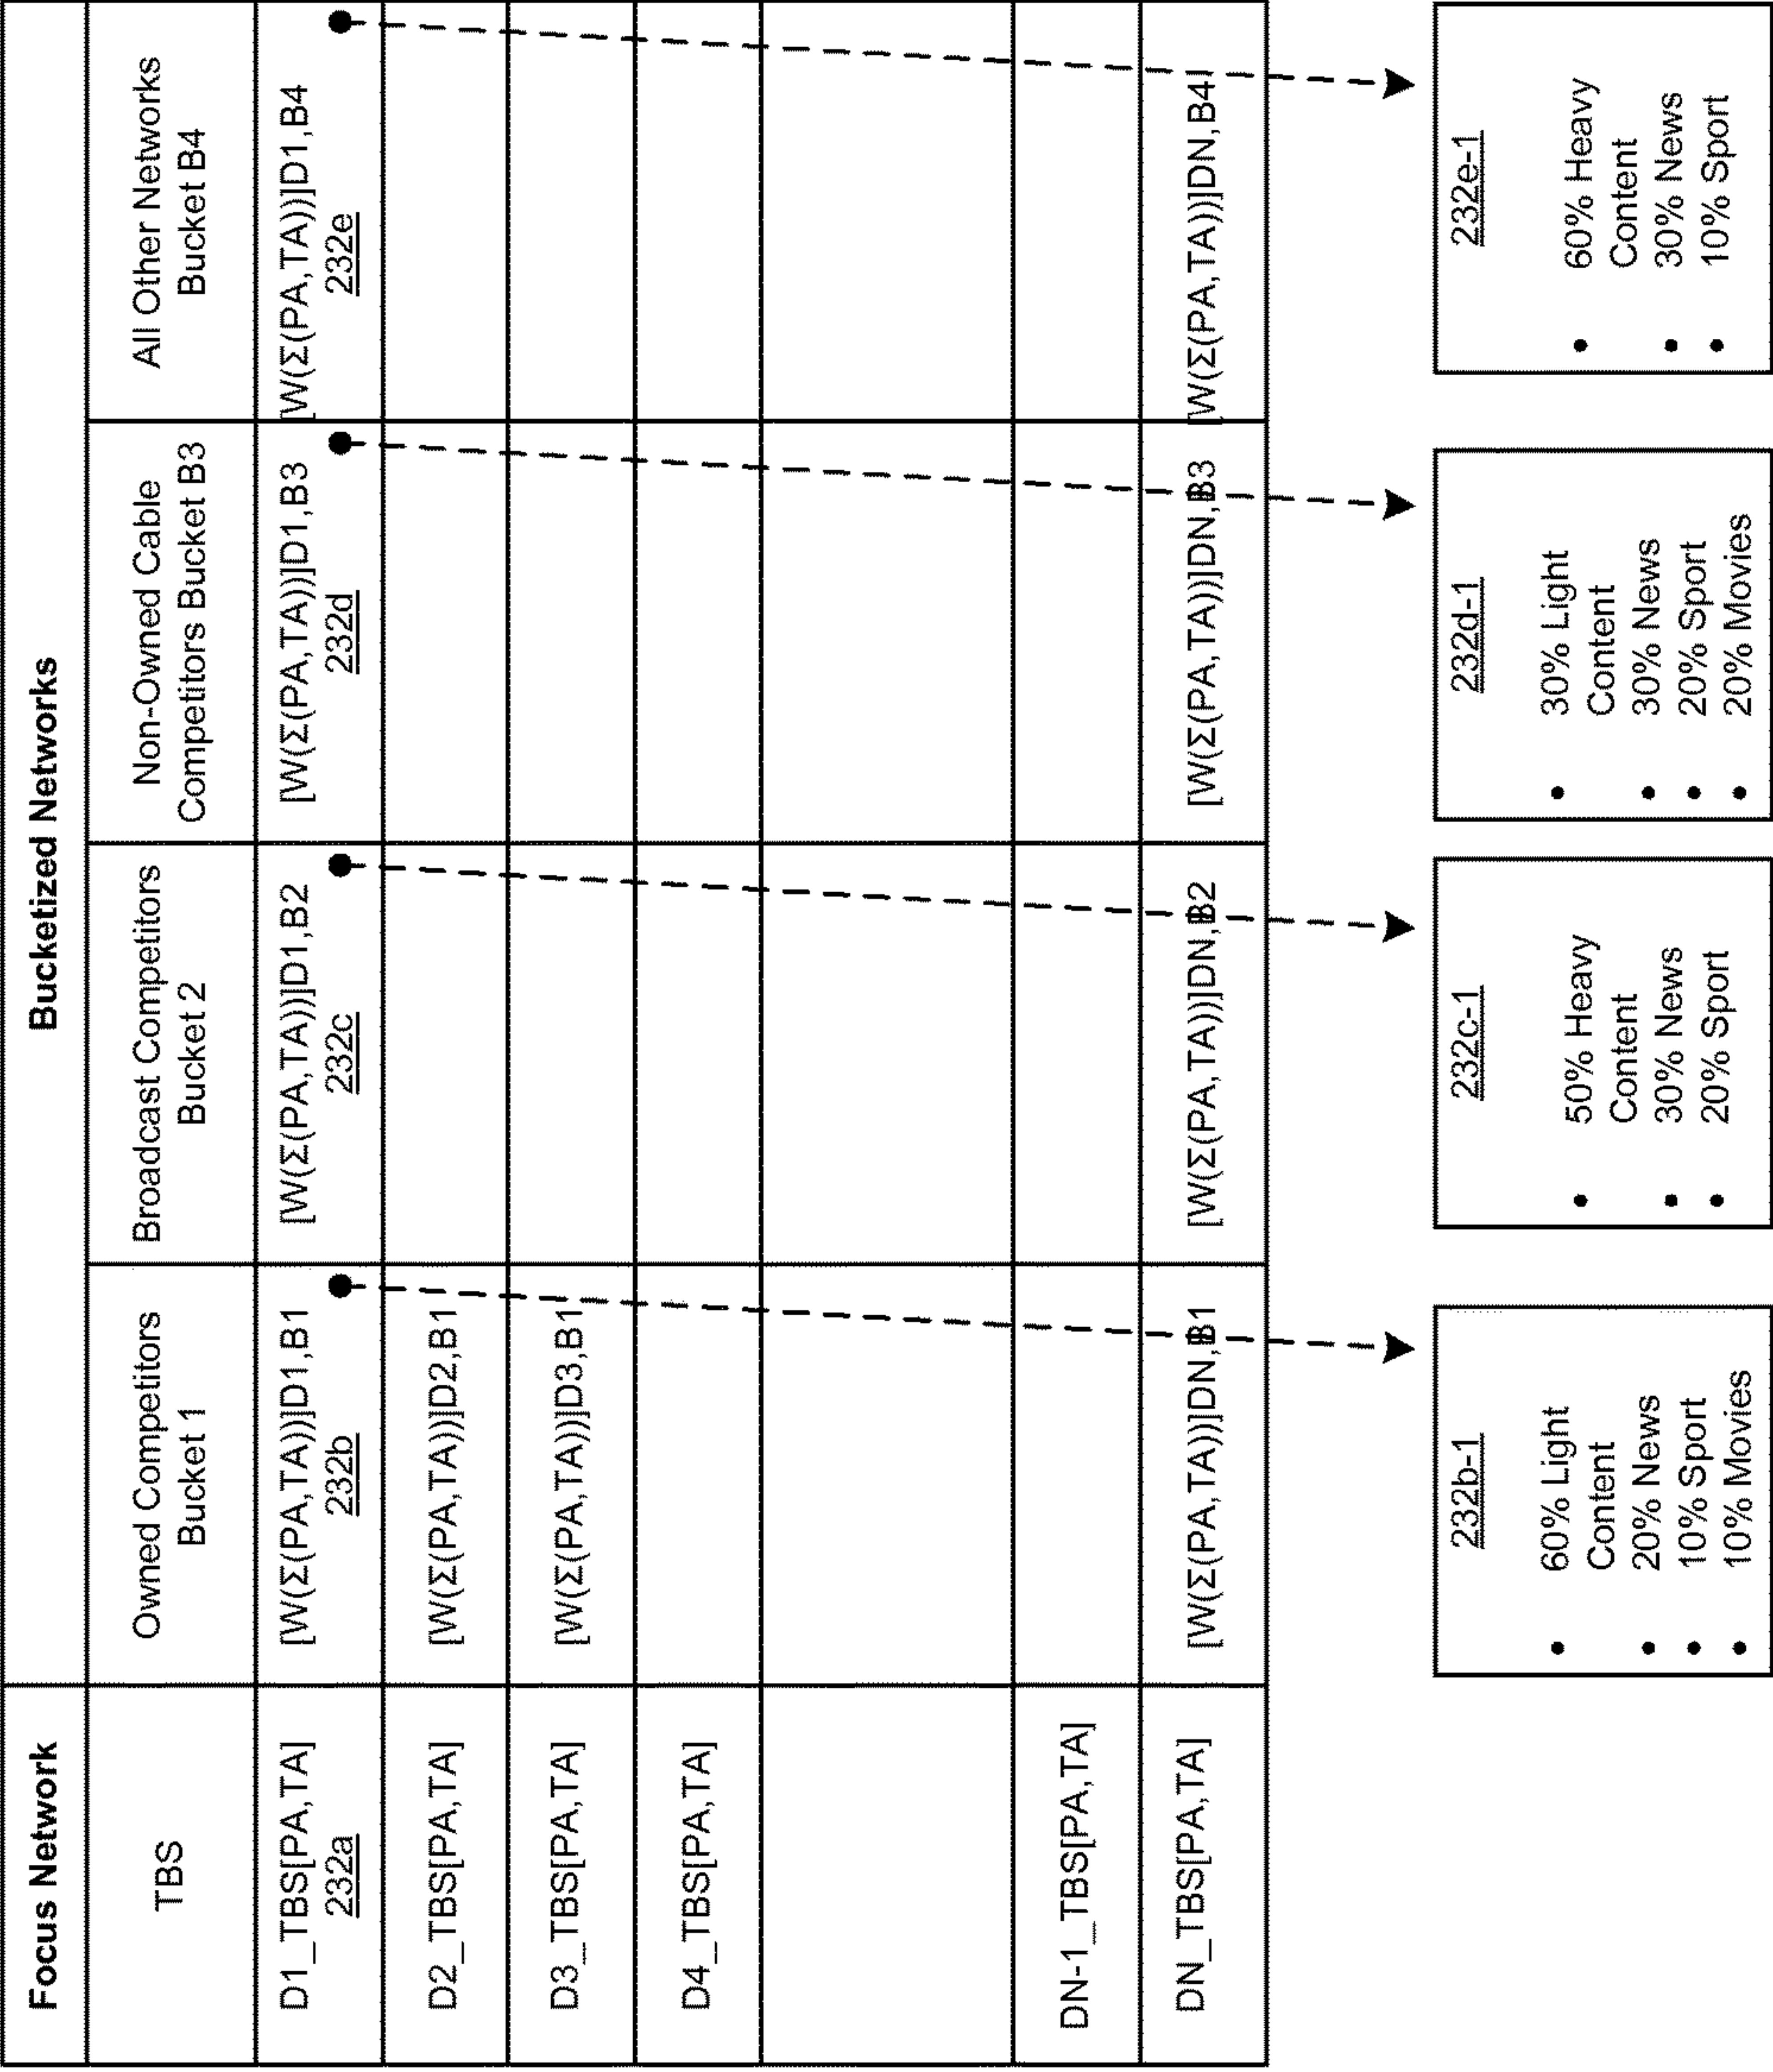 Focus Network
Bucketized Networks
TBS
Owned Competitors
Bucket 1
Broadcast Competitors
Bucket 2
Non-Owned Cable
Competitors Bucket B3
All Other Networks
Bucket B4
D1_TBS[PA,TA]
232a
[W(Σ(PA,TA))]D1,B1
232b
[W(Σ(PA,TA))]D1,B2
232c
[W(Σ(PA,TA))]D1,B3
232d
[W(Σ(PA,TA))]D1,B4
232e
D2_TBS[PA,TA]
[W(Σ(PA,TA))]D2,B1
D3_TBS[PA,TA]
[W(Σ(PA,TA))]D3,B1
D4_TBS[PA,TA]
DN-1_TBS[PA,TA]
DN_TBS[PA,TA]
[W(Σ(PA,TA))]DN,B1
[W(Σ(PA,TA))]DN,B2
[W(Σ(PA,TA))]DN,B3
[W(Σ(PA,TA))]DN,B4
232b-1
• 60% Light
Content
• 20% News
• 10% Sport
• 10% Movies
232c-1
• 50% Heavy
Content
• 30% News
• 20% Sport
232d-1
• 30% Light
Content
• 30% News
• 20% Sport
• 20% Movies
232e-1
• 60% Heavy
Content
• 30% News
• 10% Sport